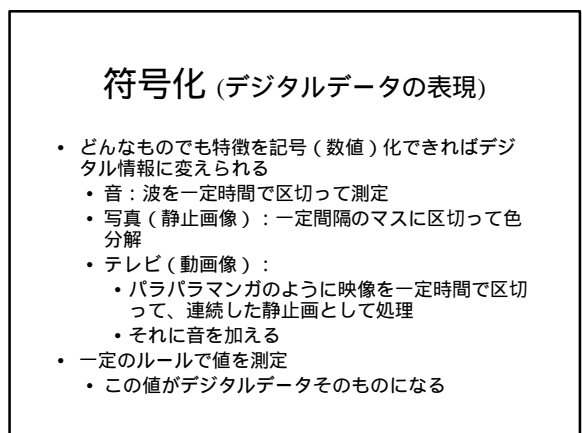 符号化 (デジタルデータの表現)
• どんなものでも特徴を記号（数値）化できればデジ
タル情報に変えられる
• 音：波を一定時間で区切って測定
• 写真（静止画像）：一定間隔のマスに区切って色
分解
• テレビ（動画像）：
• パラパラマンガのように映像を一定時間で区切
って、連続した静止画として処理
• それに音を加える
• 一定のルールで値を測定
• この値がデジタルデータそのものになる